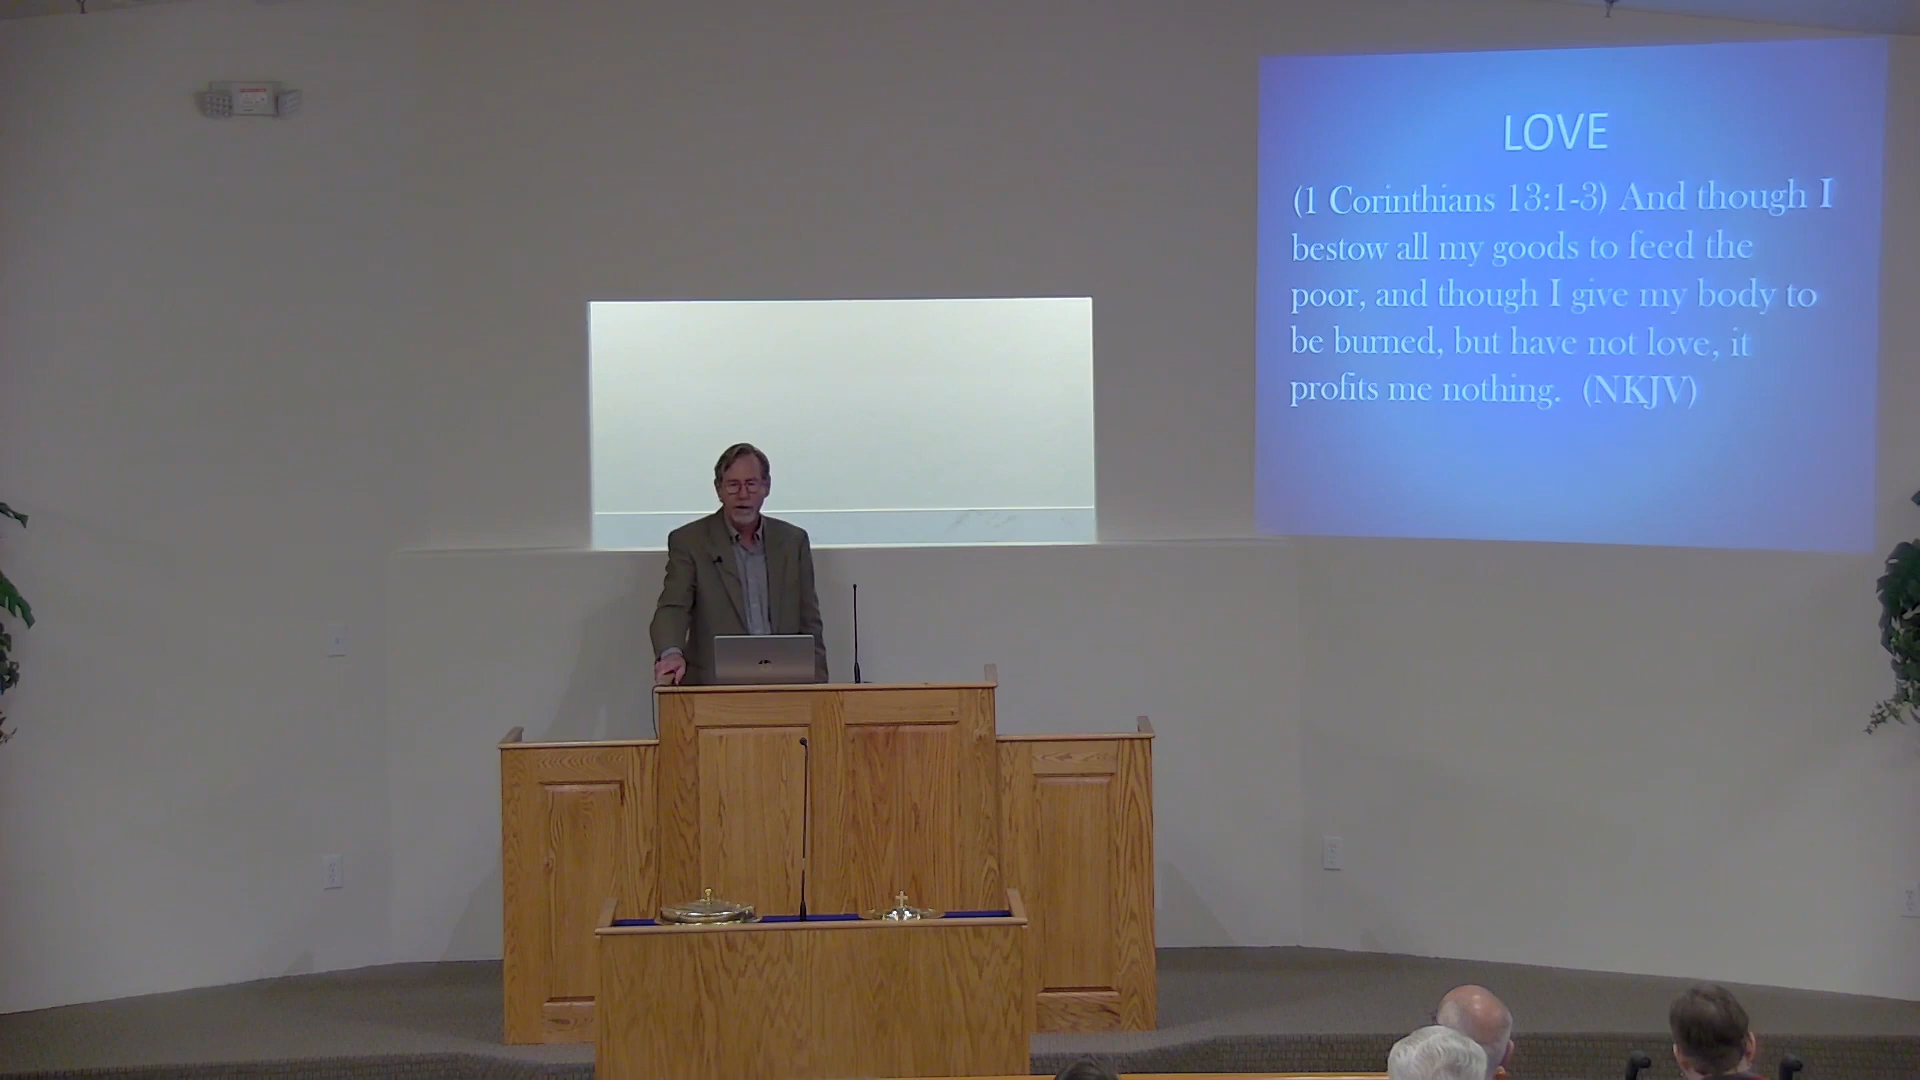 LOVE
(1 Corinthians 13:1-3) And though I
bestow all my goods to feed the
poor, and though I give my body to
be burned, but have not love, it
profits me nothing. (NKJV)